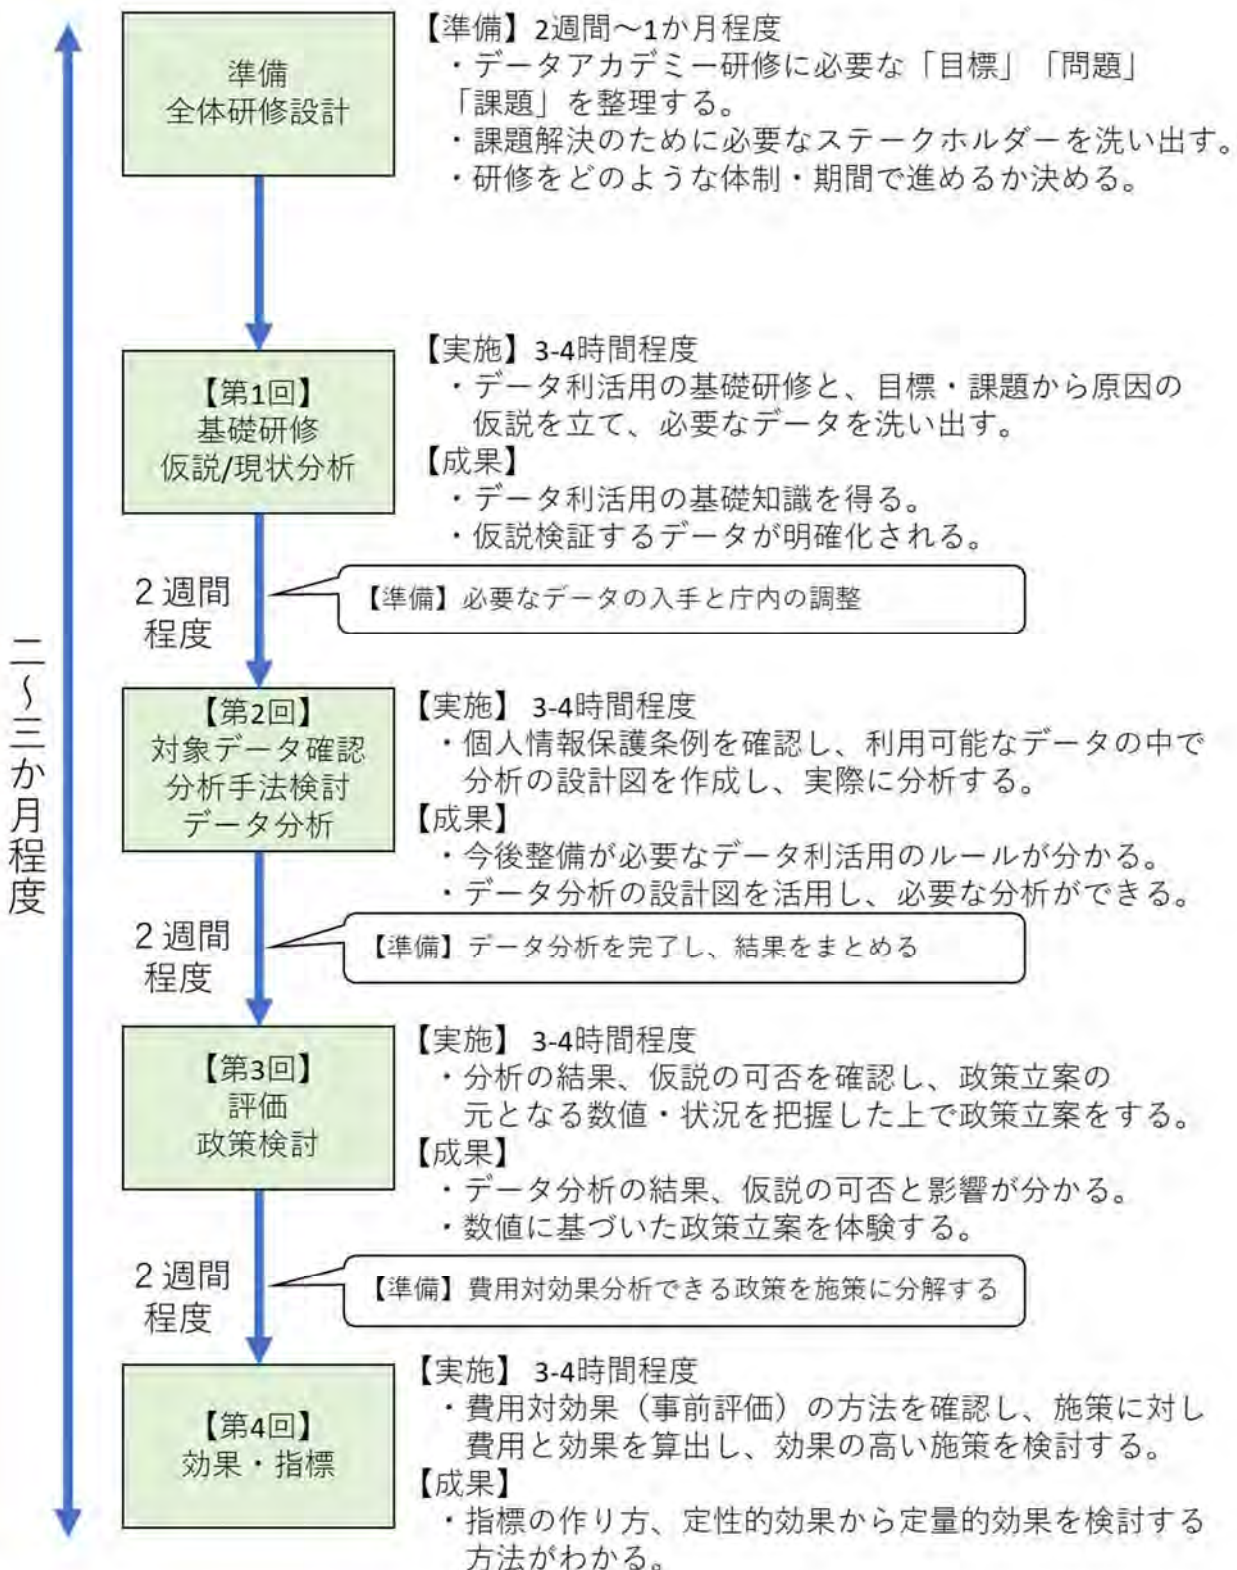 準備
全体研修設計
【準備】2週間～1か月程度
・データアカデミー研修に必要な「目標」「問題」
「課題」を整理する。
・課題解決のために必要なステークホルダーを洗い出す。
・研修をどのような体制・期間で進めるか決める。
【第1回】
基礎研修
仮説/現状分析
【実施】3-4時間程度
・データ利活用の基礎研修と、目標・課題から原因の
仮説を立て、必要なデータを洗い出す。
【成果】
・データ利活用の基礎知識を得る。
・仮説検証するデータが明確化される。
２週間
程度
【準備】必要なデータの入手と庁内の調整
二～三か月程度
【第2回】
対象データ確認
分析手法検討
データ分析
【実施】 3-4時間程度
・個人情報保護条例を確認し、利用可能なデータの中で
分析の設計図を作成し、実際に分析する。
【成果】
・今後整備が必要なデータ利活用のルールが分かる。
・データ分析の設計図を活用し、必要な分析ができる。
２週間
程度
【準備】データ分析を完了し、結果をまとめる
【第3回】
評価
政策検討
【実施】 3-4時間程度
・分析の結果、仮説の可否を確認し、政策立案の
元となる数値・状況を把握した上で政策立案をする。
【成果】
・データ分析の結果、仮説の可否と影響が分かる。
・数値に基づいた政策立案を体験する。
２週間
程度
【準備】費用対効果分析できる政策を施策に分解する
【第4回】
効果・指標
【実施】 3-4時間程度
・費用対効果（事前評価）の方法を確認し、施策に対し
費用と効果を算出し、効果の高い施策を検討する。
【成果】
・指標の作り方、定性的効果から定量的効果を検討する
方法がわかる。